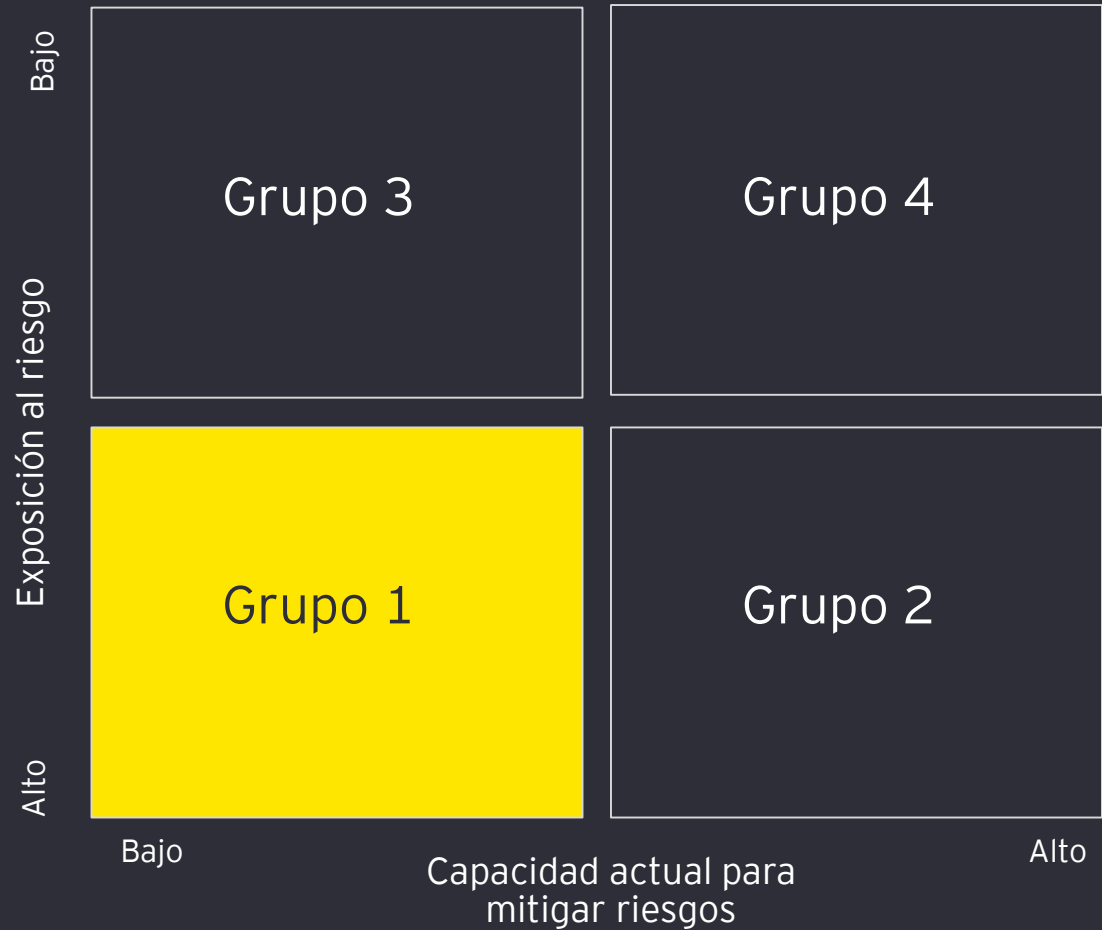 Bajo
Exposición al riesgo
Alto
Grupo 3
Grupo 4
Grupo 1
Grupo 2
Bajo
Capacidad actual para
mitigar riesgos
Alto